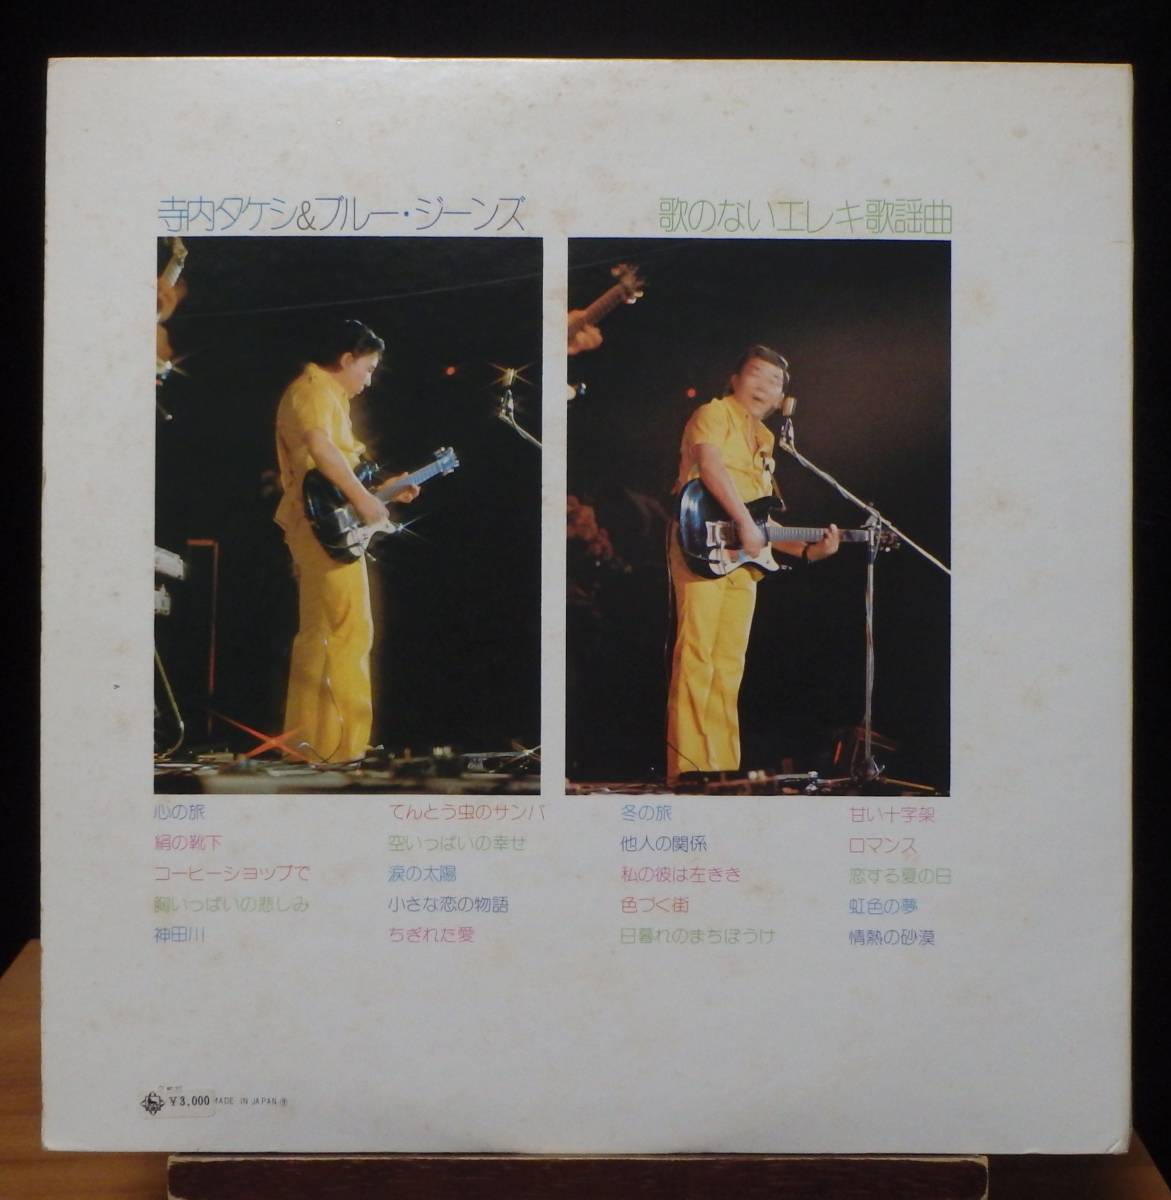 寺内タケシ&ブルー・ジーンズ
歌のないエレキ歌謡曲
心の旅
絹の靴下
コーヒーショップで
胸いっぱいの悲しみ
神田川
てんとう虫のサンバ
空いっぱいの幸せ
涙の太陽
小さな恋の物語
ちぎれた愛
冬の旅
他人の関係
私の彼は左きき
色づく街
日暮れのまちぼうけ
甘い十字架
ロマンス
恋する夏の日
虹色の夢
情熱の砂漠
¥3,000 MADE IN JAPAN